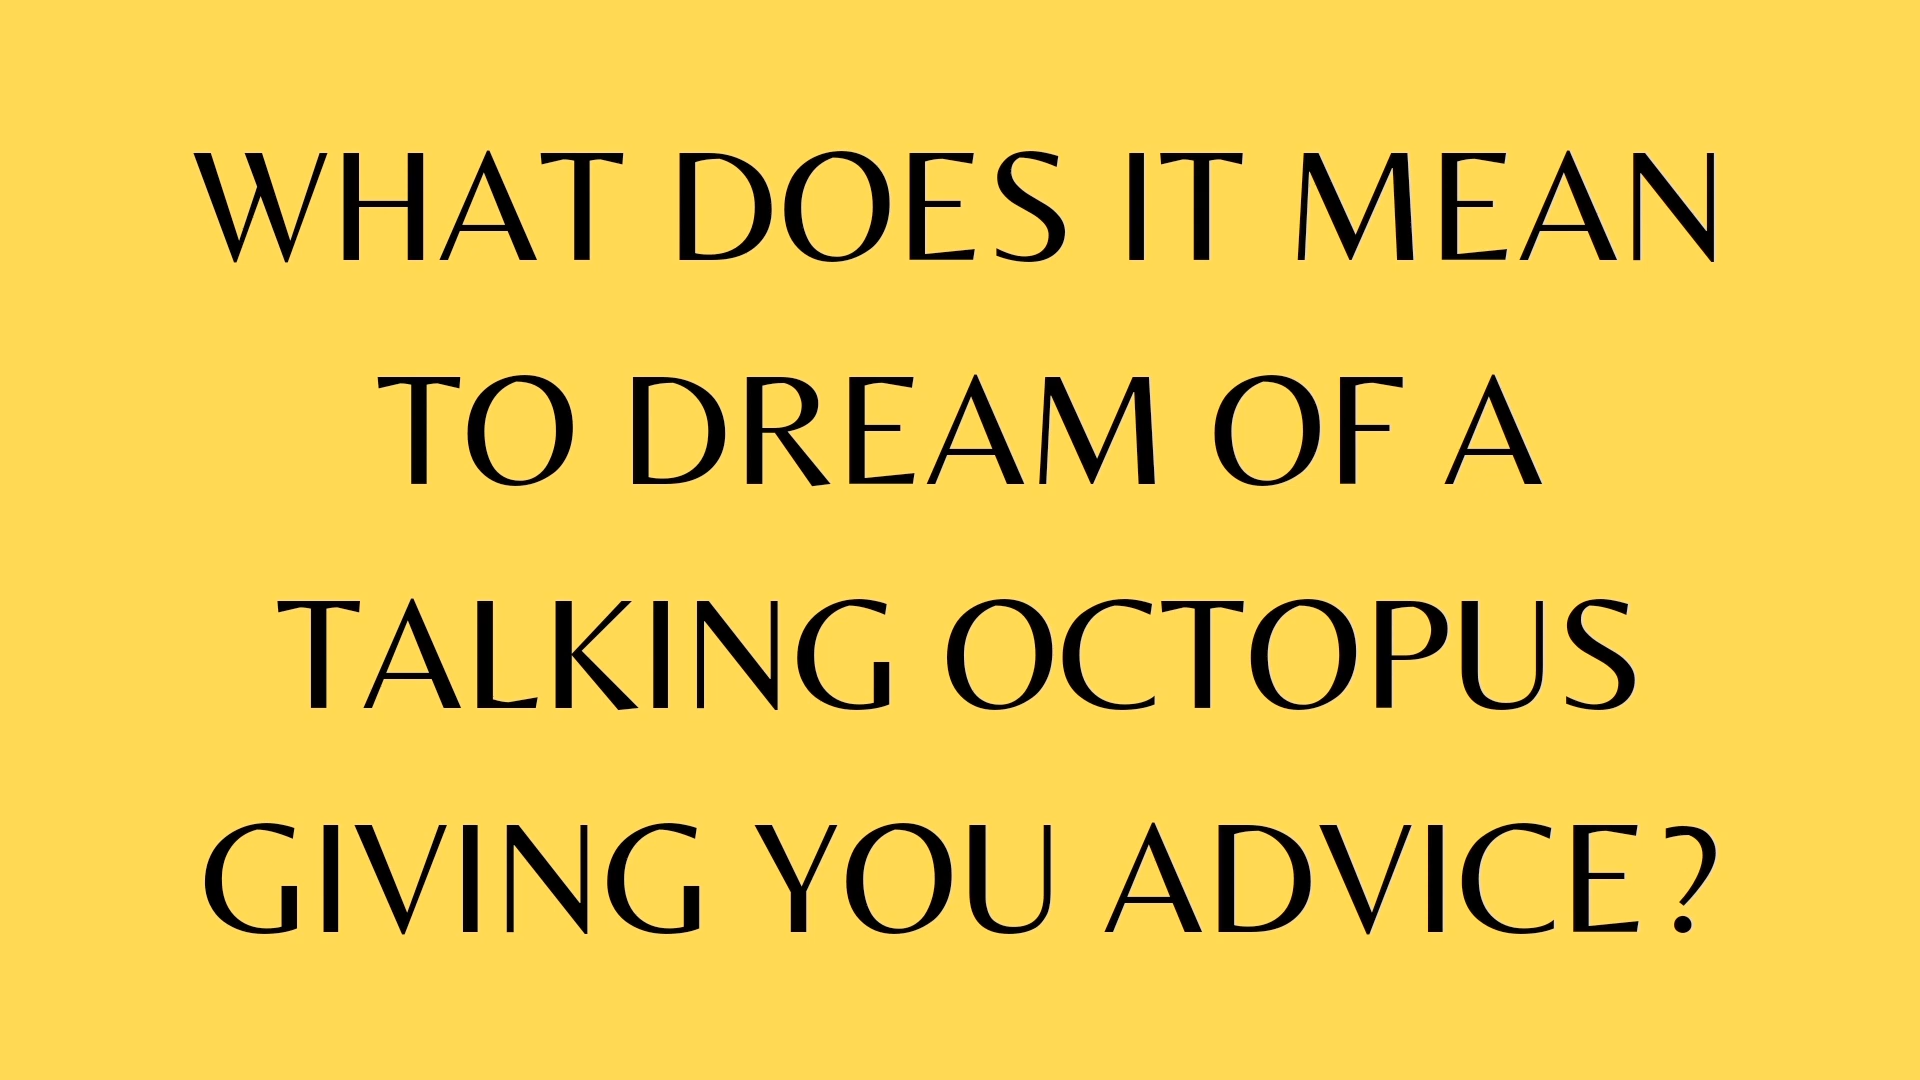 WHAT DOES IT MEAN
TO DREAM OF A
TALKING OCTOPUS
GIVING YOU ADVICE?